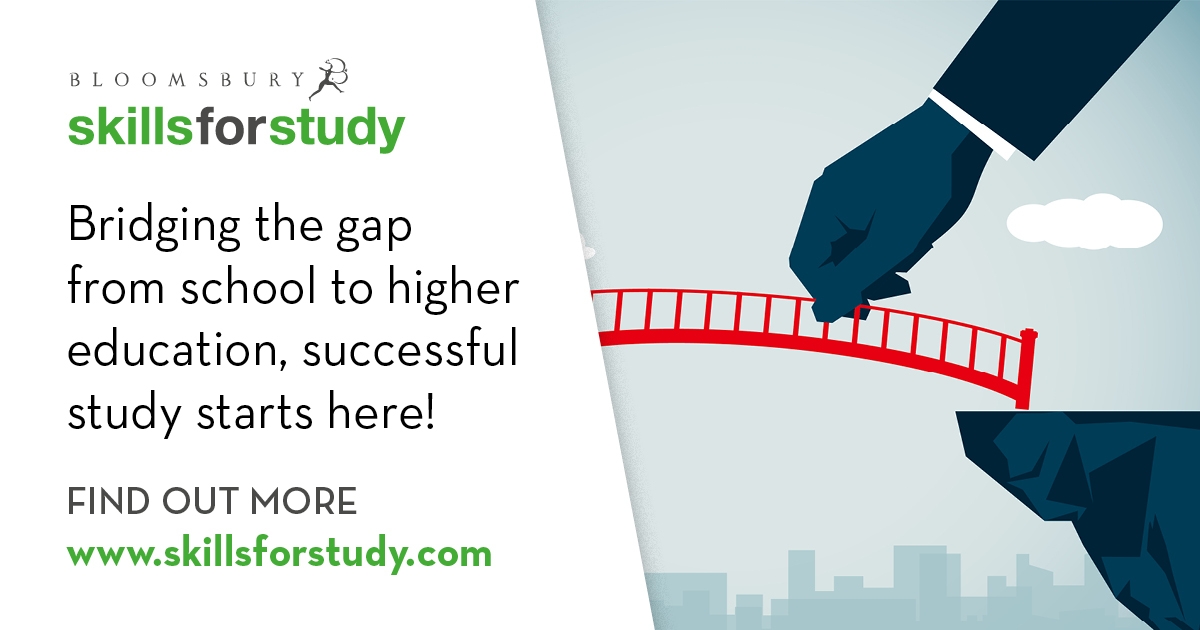 BLOOMSBURY
skillsforstudy
Bridging the gap
from school to higher
education, successful
study starts here!
FIND OUT MORE
www.skillsforstudy.com